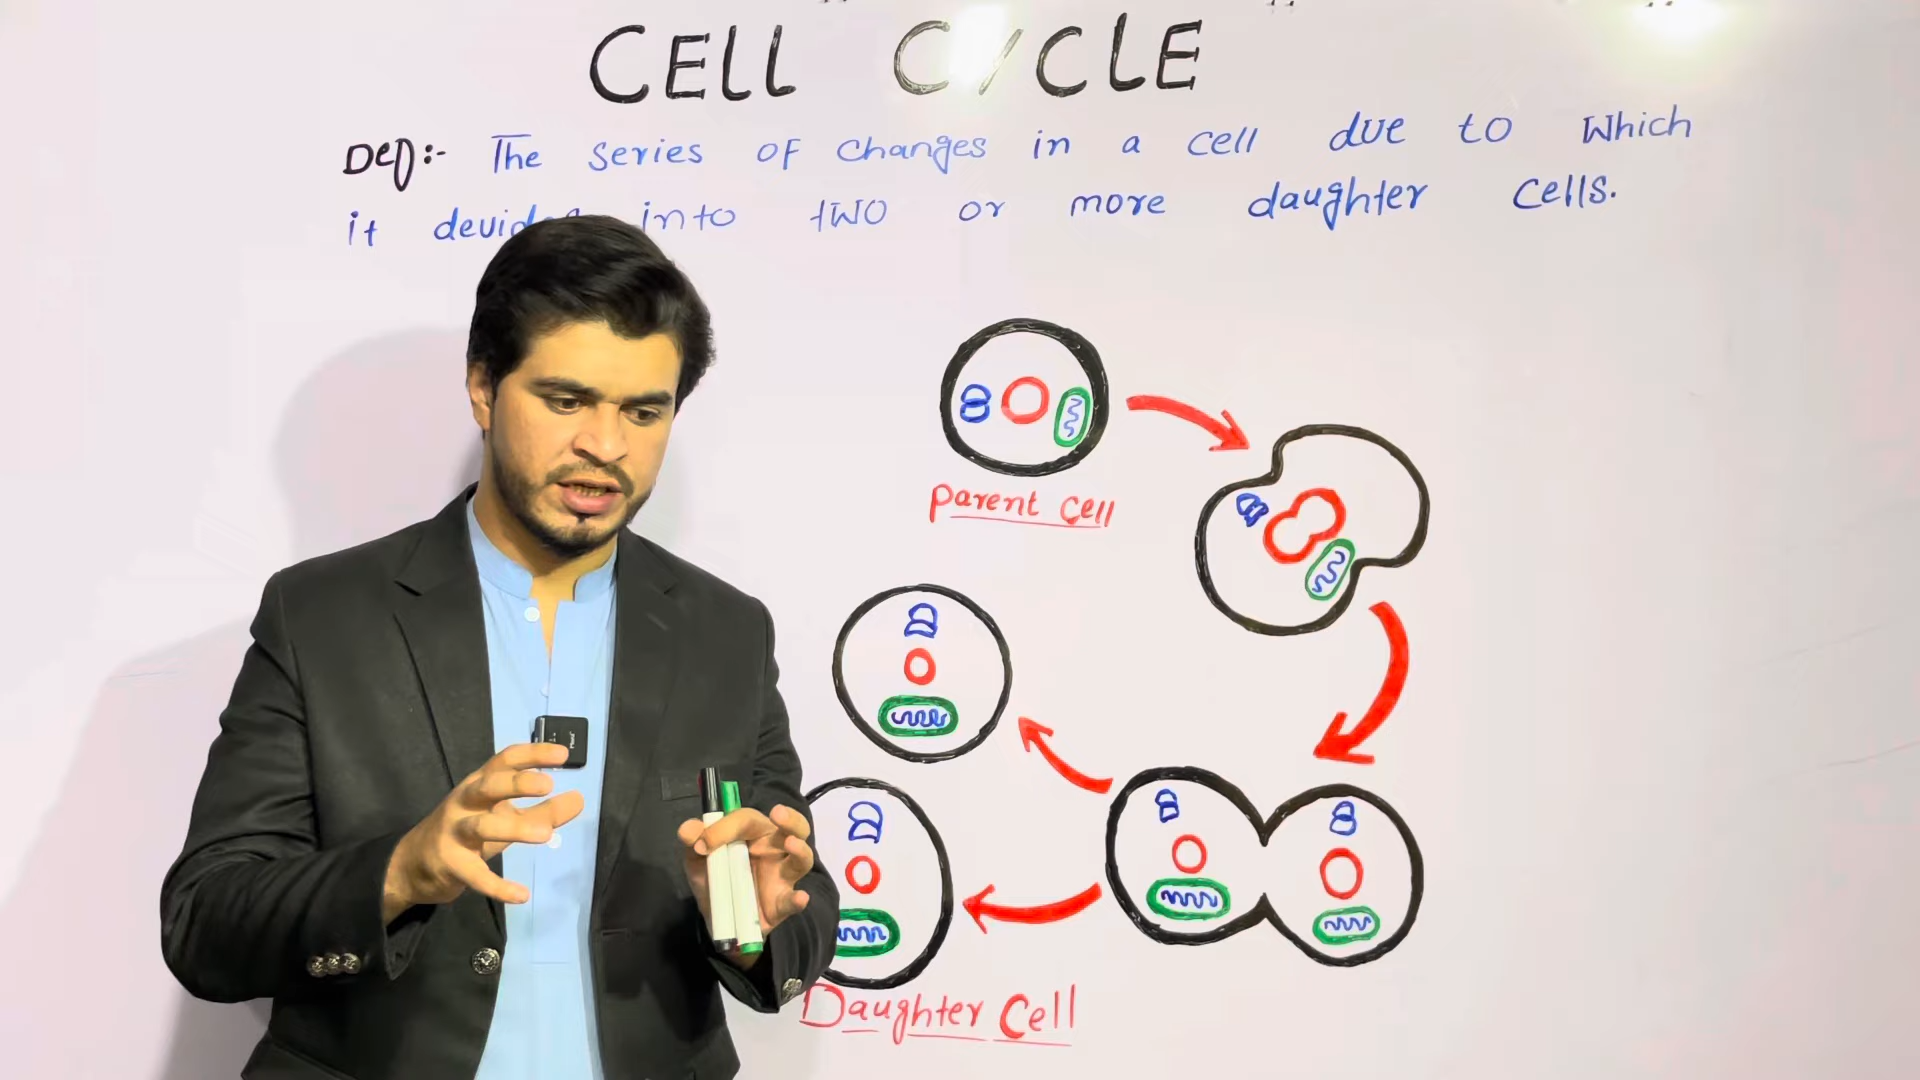 CELL CYCLE
Def:- The series of changes in a cell due to which
it into two or more daughter cells.
Parent cell
Daughter cell